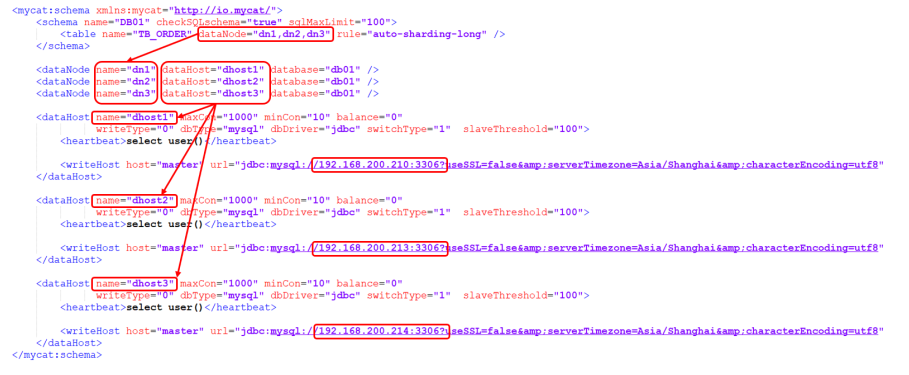 <mycat:schema xmlns:mycat="http://io.mycat/">
<schema name="DB01" checkSQLschema="true" sqlMaxLimit="100">
<table name="TB_ORDER" dataNode="dn1,dn2,dn3" rule="auto-sharding-long" />
</schema>
<dataNode name="dn1" dataHost="dhost1" database="db01" />
<dataNode name="dn2" dataHost="dhost2" database="db01" />
<dataNode name="dn3" dataHost="dhost3" database="db01" />
<dataHost name="dhost1" maxCon="1000" minCon="10" balance="0"
writeType="0" dbType="mysql" dbDriver="jdbc" switchType="1" slaveThreshold="100">
<heartbeat>select user()</heartbeat>
<writeHost host="master" url="jdbc:mysql://192.168.200.210:3306?useSSL=false&amp;serverTimezone=Asia/Shanghai&amp;characterEncoding=utf8"
</dataHost>
<dataHost name="dhost2" maxCon="1000" minCon="10" balance="0"
writeType="0" dbType="mysql" dbDriver="jdbc" switchType="1" slaveThreshold="100">
<heartbeat>select user()</heartbeat>
<writeHost host="master" url="jdbc:mysql://192.168.200.213:3306?useSSL=false&amp;serverTimezone=Asia/Shanghai&amp;characterEncoding=utf8"
</dataHost>
<dataHost name="dhost3" maxCon="1000" minCon="10" balance="0"
writeType="0" dbType="mysql" dbDriver="jdbc" switchType="1" slaveThreshold="100">
<heartbeat>select user()</heartbeat>
<writeHost host="master" url="jdbc:mysql://192.168.200.214:3306?useSSL=false&amp;serverTimezone=Asia/Shanghai&amp;characterEncoding=utf8"
</dataHost>
</mycat:schema>